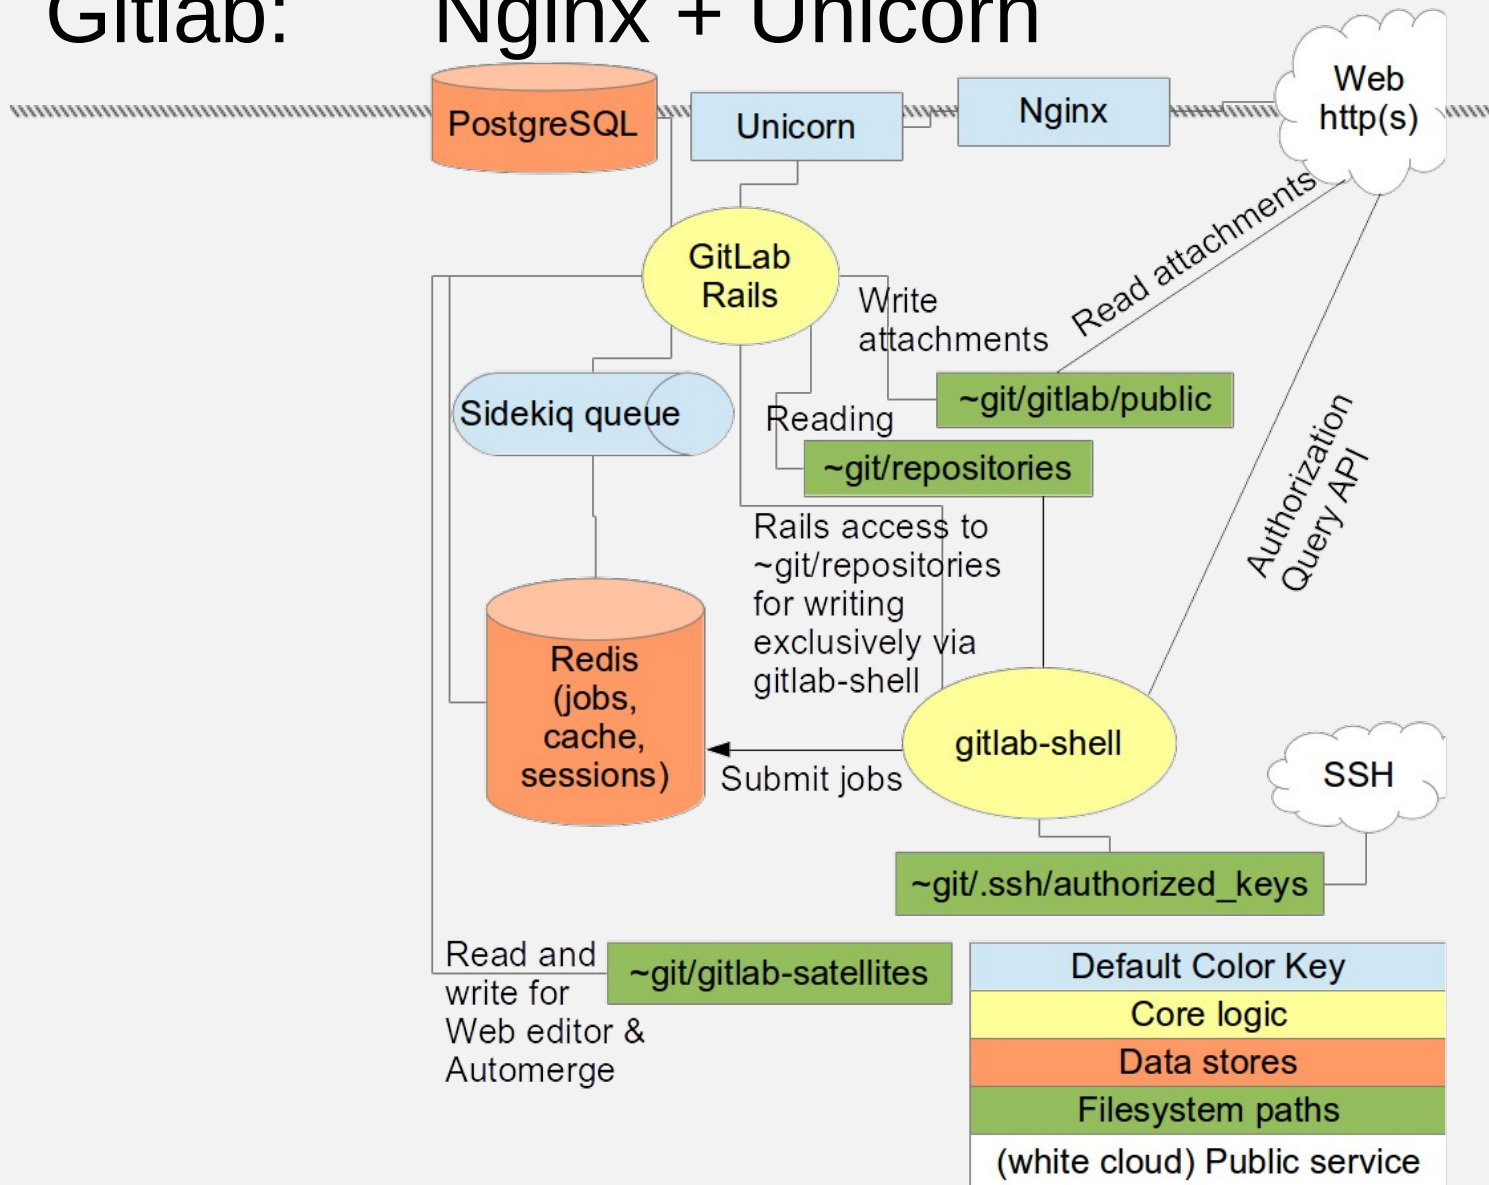 Gitlab: Nginx + Unicorn
PostgreSQL
Unicorn
Nginx
Web
http(s)
GitLab
Rails
Write
attachments
Read attachments
~git/gitlab/public
Sidekiq queue
Reading
~git/repositories
Authorization
Query API
Rails access to
~git/repositories
for writing
exclusively via
gitlab-shell
Redis
(jobs,
cache,
sessions)
gitlab-shell
Submit jobs
SSH
~git/.ssh/authorized_keys
Read and
write for
Web editor &
Automerge
~git/gitlab-satellites
Default Color Key
Core logic
Data stores
Filesystem paths
(white cloud) Public service